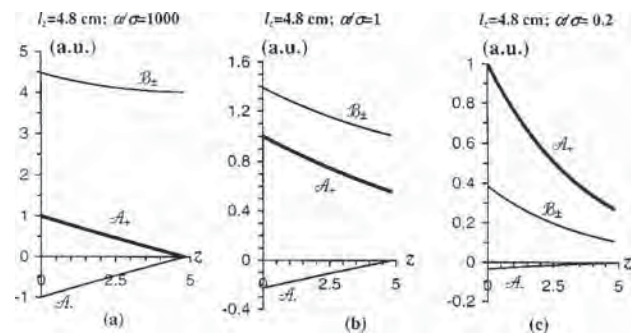 l_z=4.8 cm; α/σ=1000
l_z=4.8 cm; α/σ=1
l_z=4.8 cm; α/σ= 0.2
(a.u.)
5
4
3
2
1
0
-1
B±
A+
A-
0
2.5
5
z
(a)
(a.u.)
1.6
1.2
0.8
0.4
0
-0.4
B±
A+
A-
0
2.5
5
z
(b)
(a.u.)
1
0.8
0.6
0.4
0.2
0
-0.2
A+
B±
A-
0
2.5
5
z
(c)